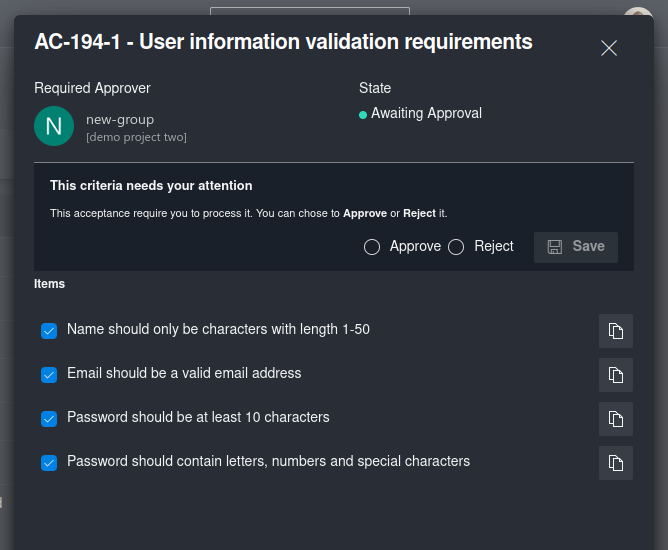 AC-194-1 - User information validation requirements
Required Approver
State
N
new-group
[demo project two]
Awaiting Approval
This criteria needs your attention
This acceptance require you to process it. You can chose to Approve or Reject it.
Approve
Reject
Save
Items
Name should only be characters with length 1-50
Email should be a valid email address
Password should be at least 10 characters
Password should contain letters, numbers and special characters